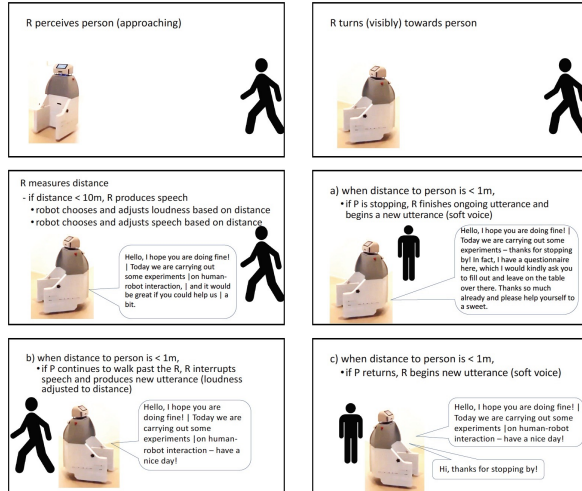 R perceives person (approaching)
R turns (visibly) towards person
R measures distance
- if distance < 10m, R produces speech
• robot chooses and adjusts loudness based on distance
• robot chooses and adjusts speech based on distance
Hello, I hope you are doing fine!
| Today we are carrying out
some experiments |on human-
robot interaction, | and it would
be great if you could help us | a
bit.
a) when distance to person is < 1m,
• if P is stopping, R finishes ongoing utterance and
begins a new utterance (soft voice)
Hello, I hope you are doing fine! |
Today we are carrying out some
experiments – thanks for stopping
by! In fact, I have a questionnaire
here, which I would kindly ask you
to fill out and leave on the table
over there. Thanks so much
already and please help yourself to
a sweet.
b) when distance to person is < 1m,
• if P continues to walk past the R, R interrupts
speech and produces new utterance (loudness
adjusted to distance)
Hello, I hope you are
doing fine! | Today we are
carrying out some
experiments |on human-
robot interaction – have a
nice day!
c) when distance to person is < 1m,
• if P returns, R begins new utterance (soft voice)
Hello, I hope you are doing fine! |
Today we are carrying out some
experiments |on human-robot
interaction – have a nice day!
Hi, thanks for stopping by!